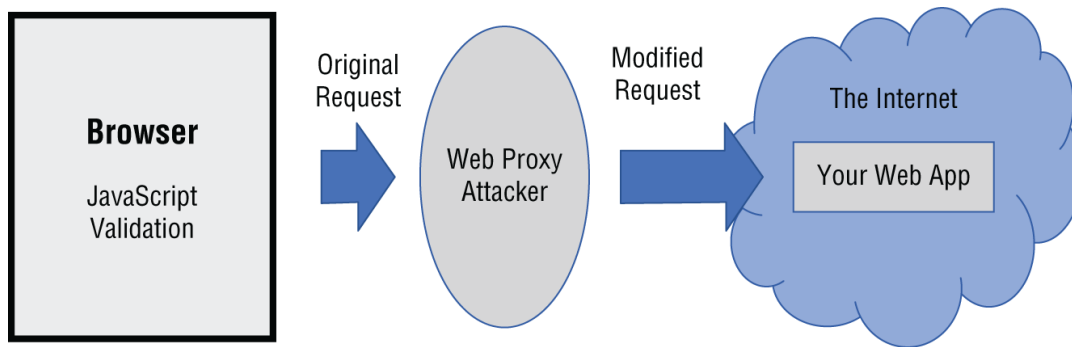 Browser
JavaScript
Validation
Original
Request
Web Proxy
Attacker
Modified
Request
The Internet
Your Web App